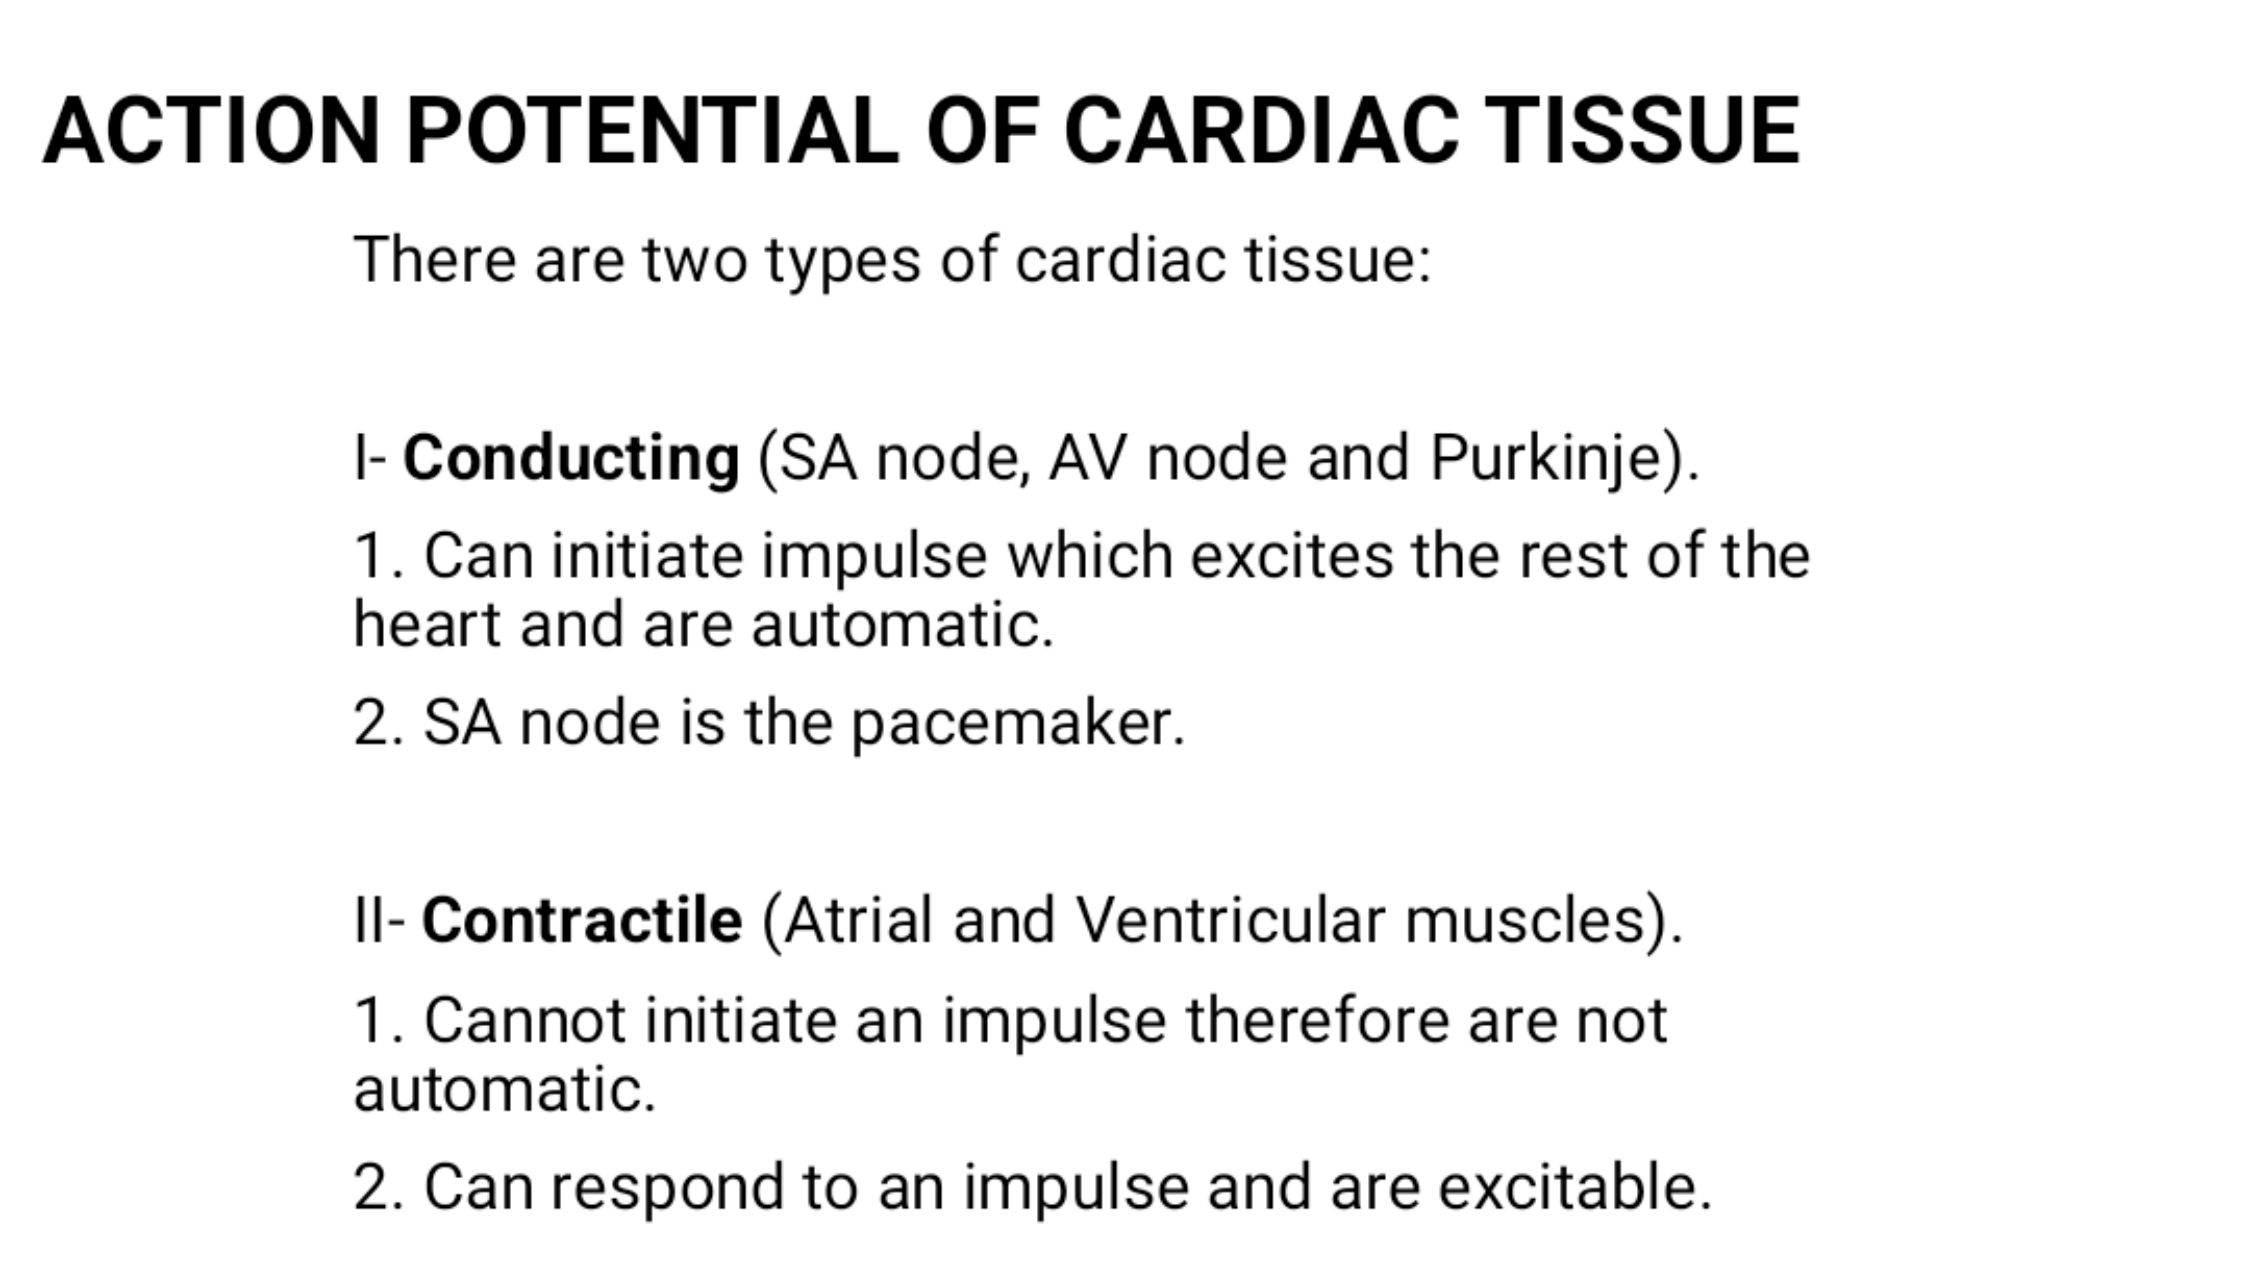 ACTION POTENTIAL OF CARDIAC TISSUE
There are two types of cardiac tissue:
I- Conducting (SA node, AV node and Purkinje).
1. Can initiate impulse which excites the rest of the
heart and are automatic.
2. SA node is the pacemaker.
II- Contractile (Atrial and Ventricular muscles).
1. Cannot initiate an impulse therefore are not
automatic.
2. Can respond to an impulse and are excitable.